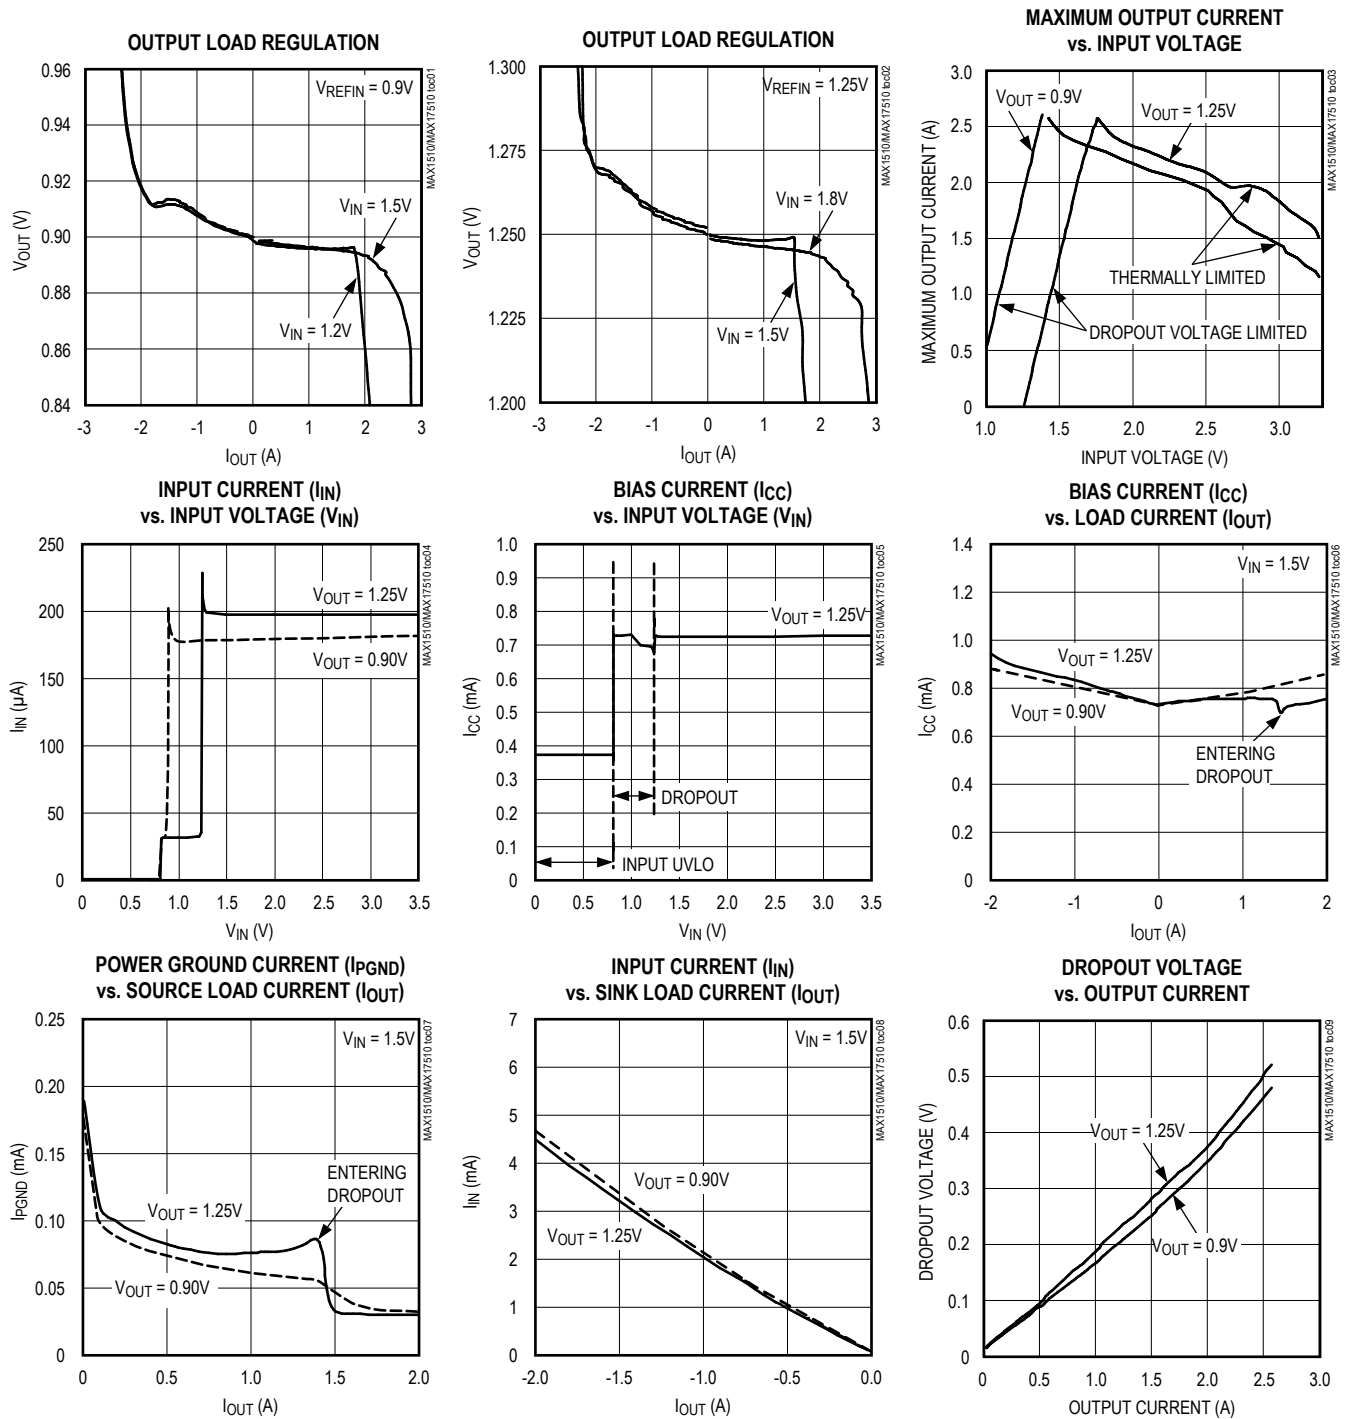 OUTPUT LOAD REGULATION
0.96
0.94
0.92
0.90
0.88
0.86
0.84
VOUT (V)
-3 -2 -1 0 1 2 3
IOUT (A)
VREFIN = 0.9V
VIN = 1.5V
VIN = 1.2V
MAX1510/MAX17510 toc01
OUTPUT LOAD REGULATION
1.300
1.275
1.250
1.225
1.200
VOUT (V)
-3 -2 -1 0 1 2 3
IOUT (A)
VREFIN = 1.25V
VIN = 1.8V
VIN = 1.5V
MAX1510/MAX17510 toc02
MAXIMUM OUTPUT CURRENT
vs. INPUT VOLTAGE
3.0
2.5
2.0
1.5
1.0
0.5
0
MAXIMUM OUTPUT CURRENT (A)
1.0 1.5 2.0 2.5 3.0
INPUT VOLTAGE (V)
VOUT = 0.9V
VOUT = 1.25V
THERMALLY LIMITED
DROPOUT VOLTAGE LIMITED
MAX1510/MAX17510 toc03
INPUT CURRENT (IIN)
vs. INPUT VOLTAGE (VIN)
250
200
150
100
50
0
IIN (µA)
0 0.5 1.0 1.5 2.0 2.5 3.0 3.5
VIN (V)
VOUT = 1.25V
VOUT = 0.90V
MAX1510/MAX17510 toc04
BIAS CURRENT (ICC)
vs. INPUT VOLTAGE (VIN)
1.0
0.9
0.8
0.7
0.6
0.5
0.4
0.3
0.2
0.1
0
ICC (mA)
0 0.5 1.0 1.5 2.0 2.5 3.0 3.5
VIN (V)
VOUT = 1.25V
DROPOUT
INPUT UVLO
MAX1510/MAX17510 toc05
BIAS CURRENT (ICC)
vs. LOAD CURRENT (IOUT)
1.4
1.2
1.0
0.8
0.6
0.4
0.2
0
ICC (mA)
-2 -1 0 1 2
IOUT (A)
VIN = 1.5V
VOUT = 1.25V
VOUT = 0.90V
ENTERING
DROPOUT
MAX1510/MAX17510 toc06
POWER GROUND CURRENT (IPGND)
vs. SOURCE LOAD CURRENT (IOUT)
0.25
0.20
0.15
0.10
0.05
0
IPGND (mA)
0 0.5 1.0 1.5 2.0
IOUT (A)
VIN = 1.5V
ENTERING
DROPOUT
VOUT = 1.25V
VOUT = 0.90V
MAX1510/MAX17510 toc07
INPUT CURRENT (IIN)
vs. SINK LOAD CURRENT (IOUT)
7
6
5
4
3
2
1
0
IIN (mA)
-2.0 -1.5 -1.0 -0.5 0.0
IOUT (A)
VIN = 1.5V
VOUT = 0.90V
VOUT = 1.25V
MAX1510/MAX17510 toc08
DROPOUT VOLTAGE
vs. OUTPUT CURRENT
0.6
0.5
0.4
0.3
0.2
0.1
0
DROPOUT VOLTAGE (V)
0 0.5 1.0 1.5 2.0 2.5 3.0
OUTPUT CURRENT (A)
VOUT = 1.25V
VOUT = 0.9V
MAX1510/MAX17510 toc09